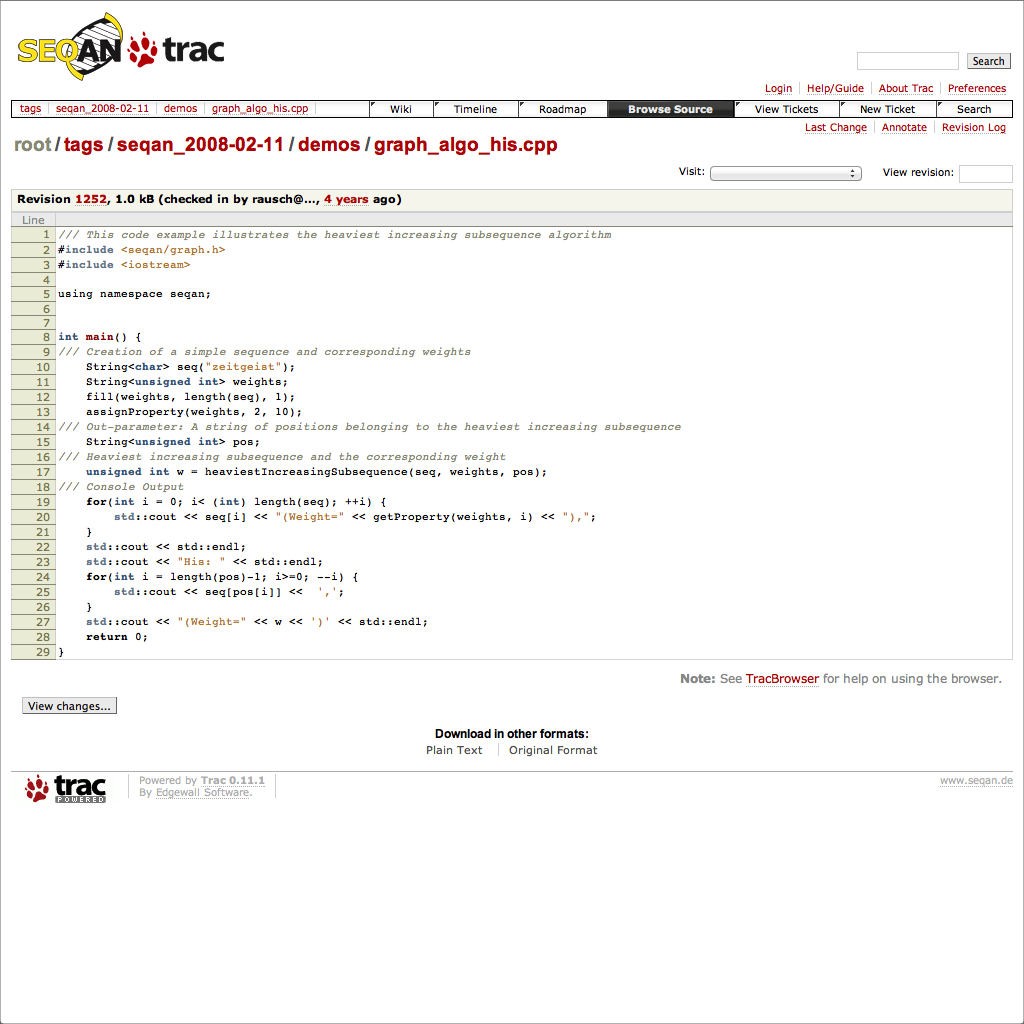 SEQAN trac
Search
Login Help/Guide About Trac Preferences
tags seqan_2008-02-11 demos graph_algo_his.cpp Wiki Timeline Roadmap Browse Source View Tickets New Ticket Search
Last Change Annotate Revision Log
root/tags/seqan_2008-02-11/demos/graph_algo_his.cpp
Visit: View revision:
Revision 1252, 1.0 kB (checked in by rausch@..., 4 years ago)
Line
1 /// This code example illustrates the heaviest increasing subsequence algorithm
2 #include <seqan/graph.h>
3 #include <iostream>
4
5 using namespace seqan;
6
7
8 int main() {
9 /// Creation of a simple sequence and corresponding weights
10     String<char> seq("zeitgeist");
11     String<unsigned int> weights;
12     fill(weights, length(seq), 1);
13     assignProperty(weights, 2, 10);
14 /// Out-parameter: A string of positions belonging to the heaviest increasing subsequence
15     String<unsigned int> pos;
16 /// Heaviest increasing subsequence and the corresponding weight
17     unsigned int w = heaviestIncreasingSubsequence(seq, weights, pos);
18 /// Console Output
19     for(int i = 0; i< (int) length(seq); ++i) {
20         std::cout << seq[i] << "(Weight=" << getProperty(weights, i) << "),";
21     }
22     std::cout << std::endl;
23     std::cout << "His: " << std::endl;
24     for(int i = length(pos)-1; i>=0; --i) {
25         std::cout << seq[pos[i]] <<  ',';
26     }
27     std::cout << "(Weight=" << w << ')' << std::endl;
28     return 0;
29 }
Note: See TracBrowser for help on using the browser.
View changes...
Download in other formats:
Plain Text Original Format
trac POWERED
Powered by Trac 0.11.1
By Edgewall Software.
www.seqan.de